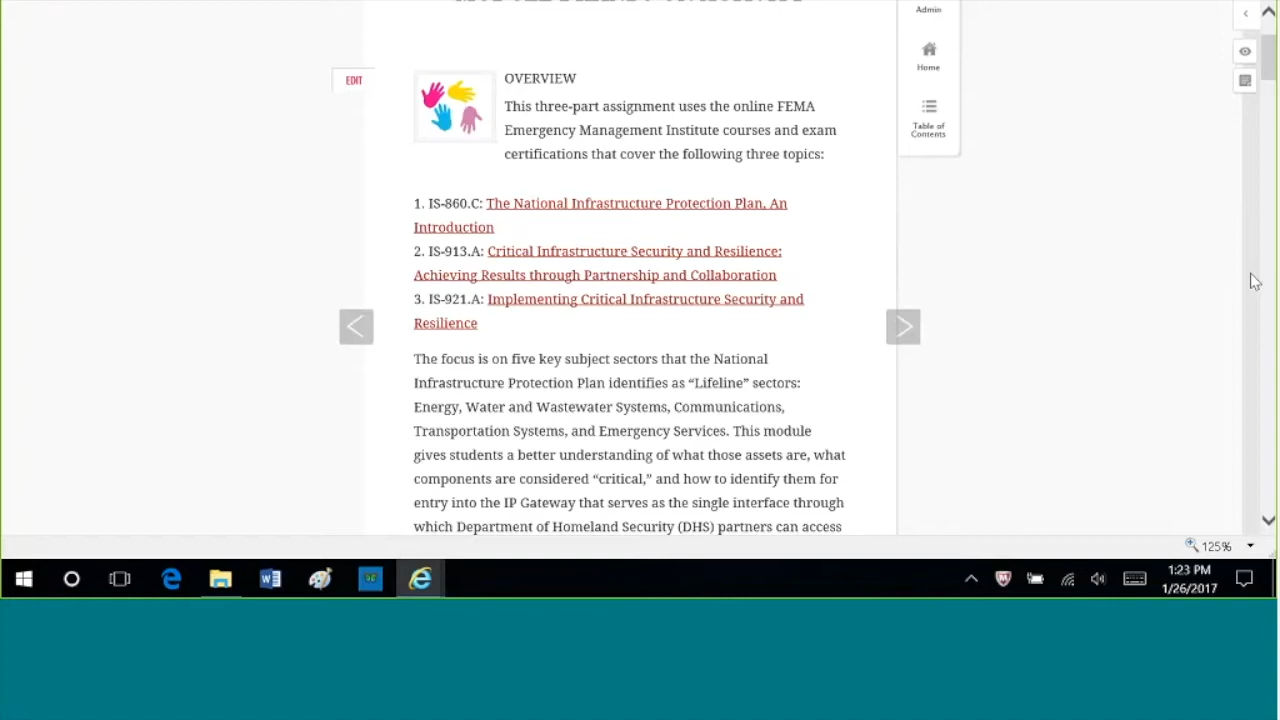 Admin
Home
Table of
Contents
EDIT
OVERVIEW
This three-part assignment uses the online FEMA
Emergency Management Institute courses and exam
certifications that cover the following three topics:
1. IS-860.C: The National Infrastructure Protection Plan, An
Introduction
2. IS-913.A: Critical Infrastructure Security and Resilience:
Achieving Results through Partnership and Collaboration
3. IS-921.A: Implementing Critical Infrastructure Security and
Resilience
The focus is on five key subject sectors that the National
Infrastructure Protection Plan identifies as “Lifeline” sectors:
Energy, Water and Wastewater Systems, Communications,
Transportation Systems, and Emergency Services. This module
gives students a better understanding of what those assets are, what
components are considered “critical,” and how to identify them for
entry into the IP Gateway that serves as the single interface through
which Department of Homeland Security (DHS) partners can access
125%
1:23 PM
1/26/2017